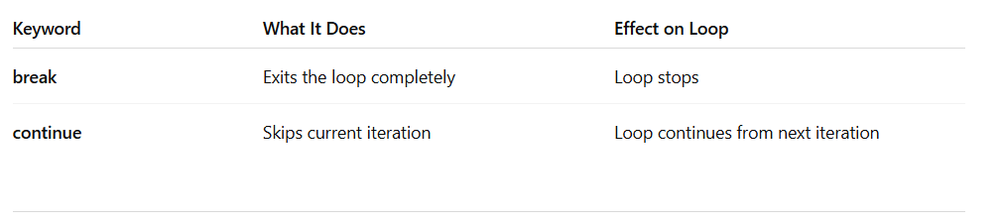 Keyword What It Does Effect on Loop
break Exits the loop completely Loop stops
continue Skips current iteration Loop continues from next iteration